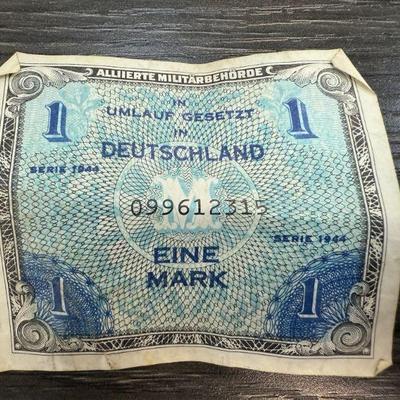 ALLIIERTE MILITÄRBEHÖRDE
1 IN 1
UMLAUF GESETZT
IN
DEUTSCHLAND
SERIE 1944
M
099612315
SERIE 1944
EINE
MARK
1 1